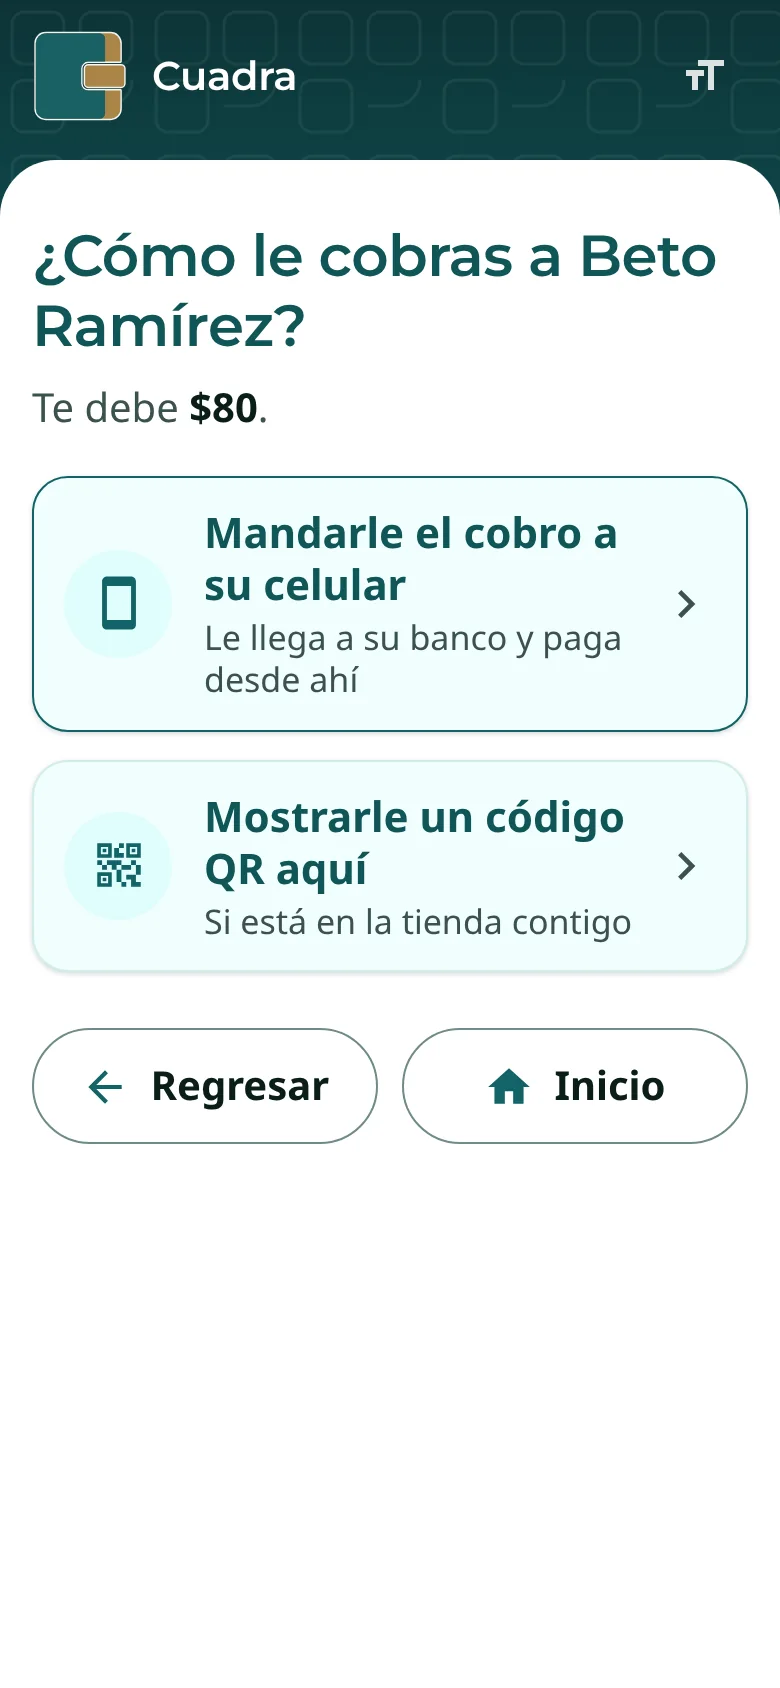 Cuadra
¿Cómo le cobras a Beto
Ramírez?
Te debe $80.
Mandarle el cobro a
su celular
Le llega a su banco y paga
desde ahí
Mostrarle un código
QR aquí
Si está en la tienda contigo
Regresar
Inicio